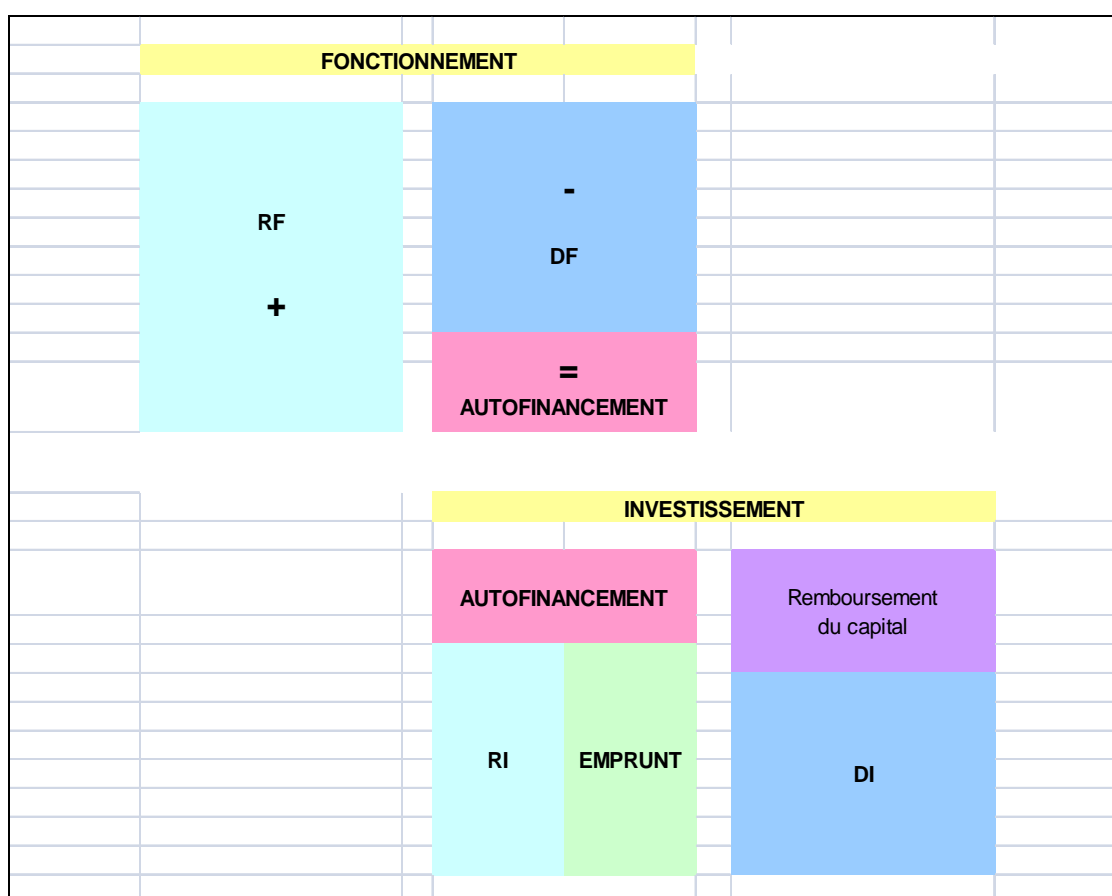 FONCTIONNEMENT
RF
+
-
DF
=
AUTOFINANCEMENT
INVESTISSEMENT
AUTOFINANCEMENT
RI
EMPRUNT
Remboursement
du capital
DI